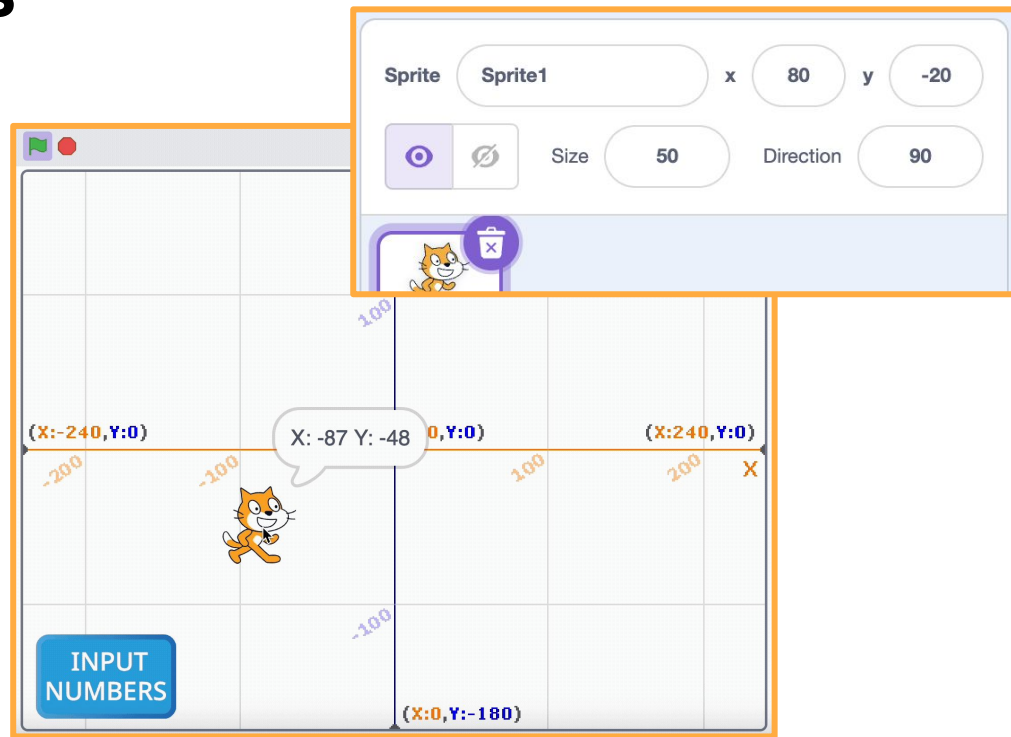 Sprite Sprite1 x 80 y -20
Size 50 Direction 90
100
(X:-240,Y:0)
X: -87 Y: -48
0,Y:0)
(X:240,Y:0)
-200
-100
100
200
X
-100
INPUT
NUMBERS
(X:0,Y:-180)